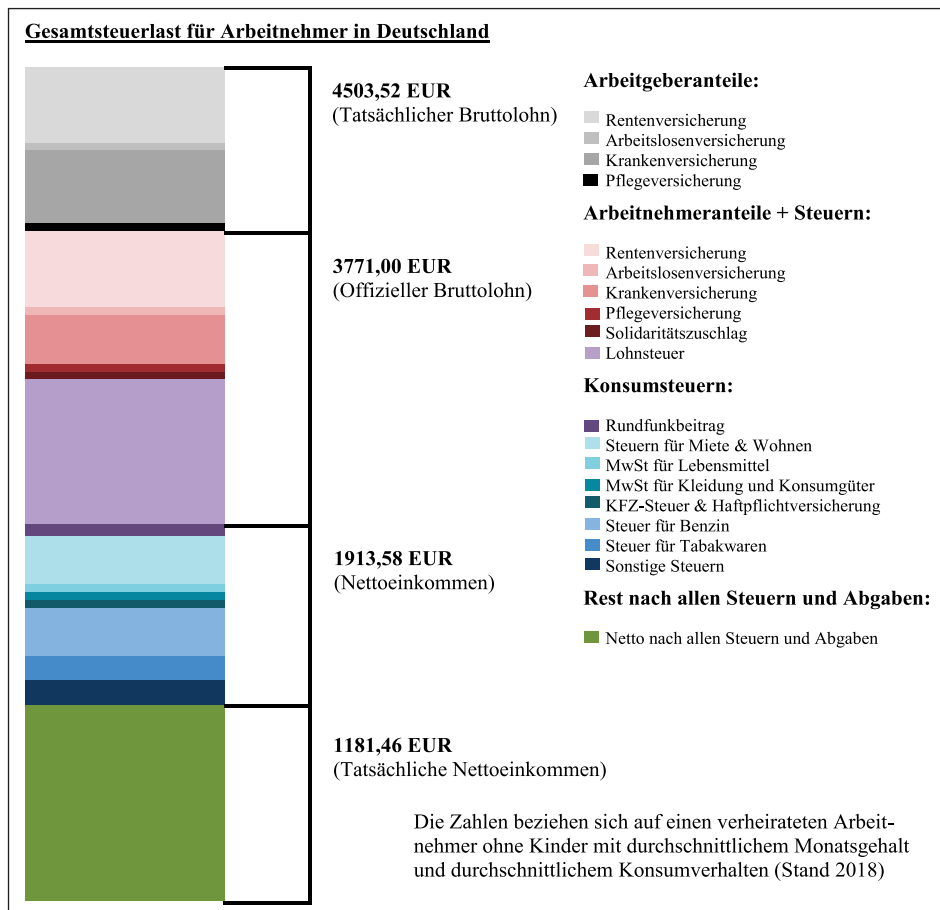 Gesamtsteuerlast für Arbeitnehmer in Deutschland
4503,52 EUR
(Tatsächlicher Bruttolohn)
3771,00 EUR
(Offizieller Bruttolohn)
1913,58 EUR
(Nettoeinkommen)
1181,46 EUR
(Tatsächliche Nettoeinkommen)
Arbeitgeberanteile:
Rentenversicherung
Arbeitslosenversicherung
Krankenversicherung
Pflegeversicherung
Arbeitnehmeranteile + Steuern:
Rentenversicherung
Arbeitslosenversicherung
Krankenversicherung
Pflegeversicherung
Solidaritätszuschlag
Lohnsteuer
Konsumsteuern:
Rundfunkbeitrag
Steuern für Miete & Wohnen
MwSt für Lebensmittel
MwSt für Kleidung und Konsumgüter
KFZ-Steuer & Haftpflichtversicherung
Steuer für Benzin
Steuer für Tabakwaren
Sonstige Steuern
Rest nach allen Steuern und Abgaben:
Netto nach allen Steuern und Abgaben
Die Zahlen beziehen sich auf einen verheirateten Arbeit-
nehmer ohne Kinder mit durchschnittlichem Monatsgehalt
und durchschnittlichem Konsumverhalten (Stand 2018)